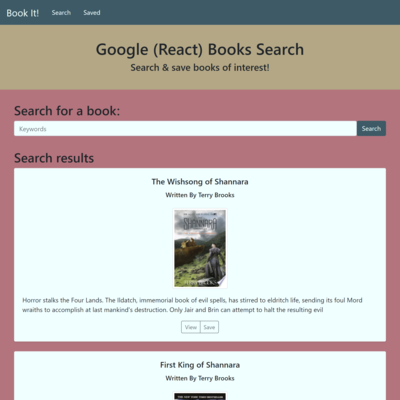 Book It! Search Saved
Google (React) Books Search
Search & save books of interest!
Search for a book:
Keywords Search
Search results
The Wishsong of Shannara
Written By Terry Brooks
SHANNARA
Horror stalks the Four Lands. The Ildatch, immemorial book of evil spells, has stirred to eldritch life, sending its foul Mord
wraiths to accomplish at last mankind's destruction. Only Jair and Brin can attempt to halt the resulting evil
View Save
First King of Shannara
Written By Terry Brooks